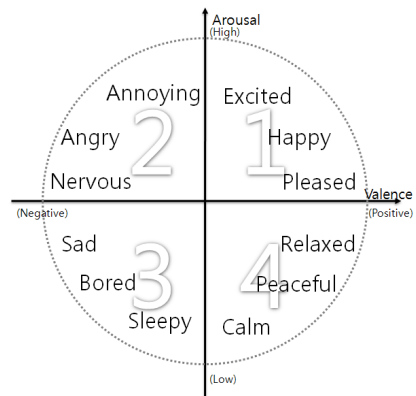 Arousal
(High)
Annoying
Excited
2
1
Angry
Happy
Nervous
Pleased
Valence
(Negative)
(Positive)
Sad
Relaxed
3
4
Bored
Peaceful
Sleepy
Calm
(Low)